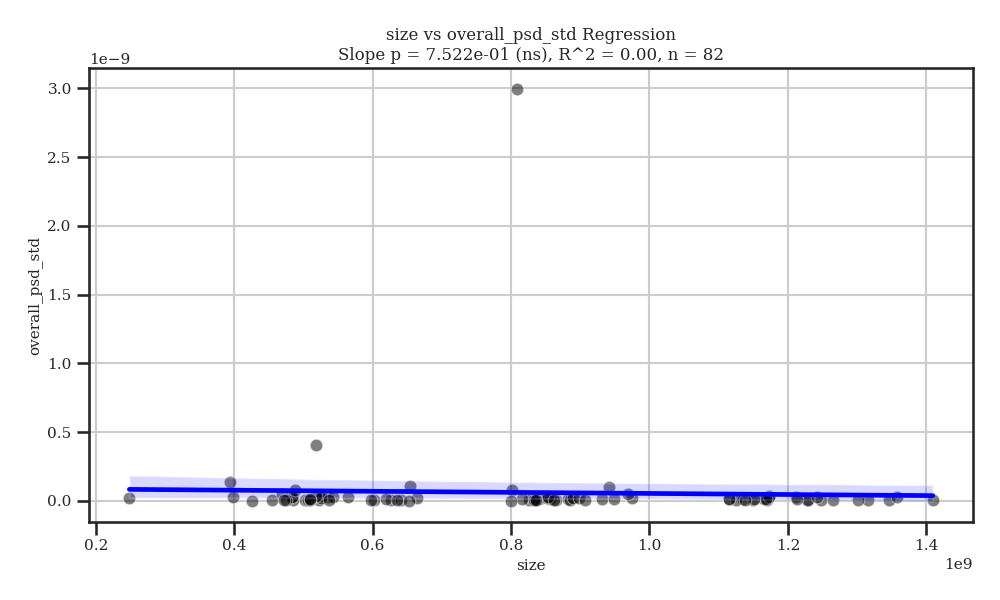 size vs overall_psd_std Regression
Slope p = 7.522e-01 (ns), R^2 = 0.00, n = 82
1e−9
3.0
2.5
2.0
1.5
1.0
0.5
0.0
overall_psd_std
0.2 0.4 0.6 0.8 1.0 1.2 1.4
1e9
size